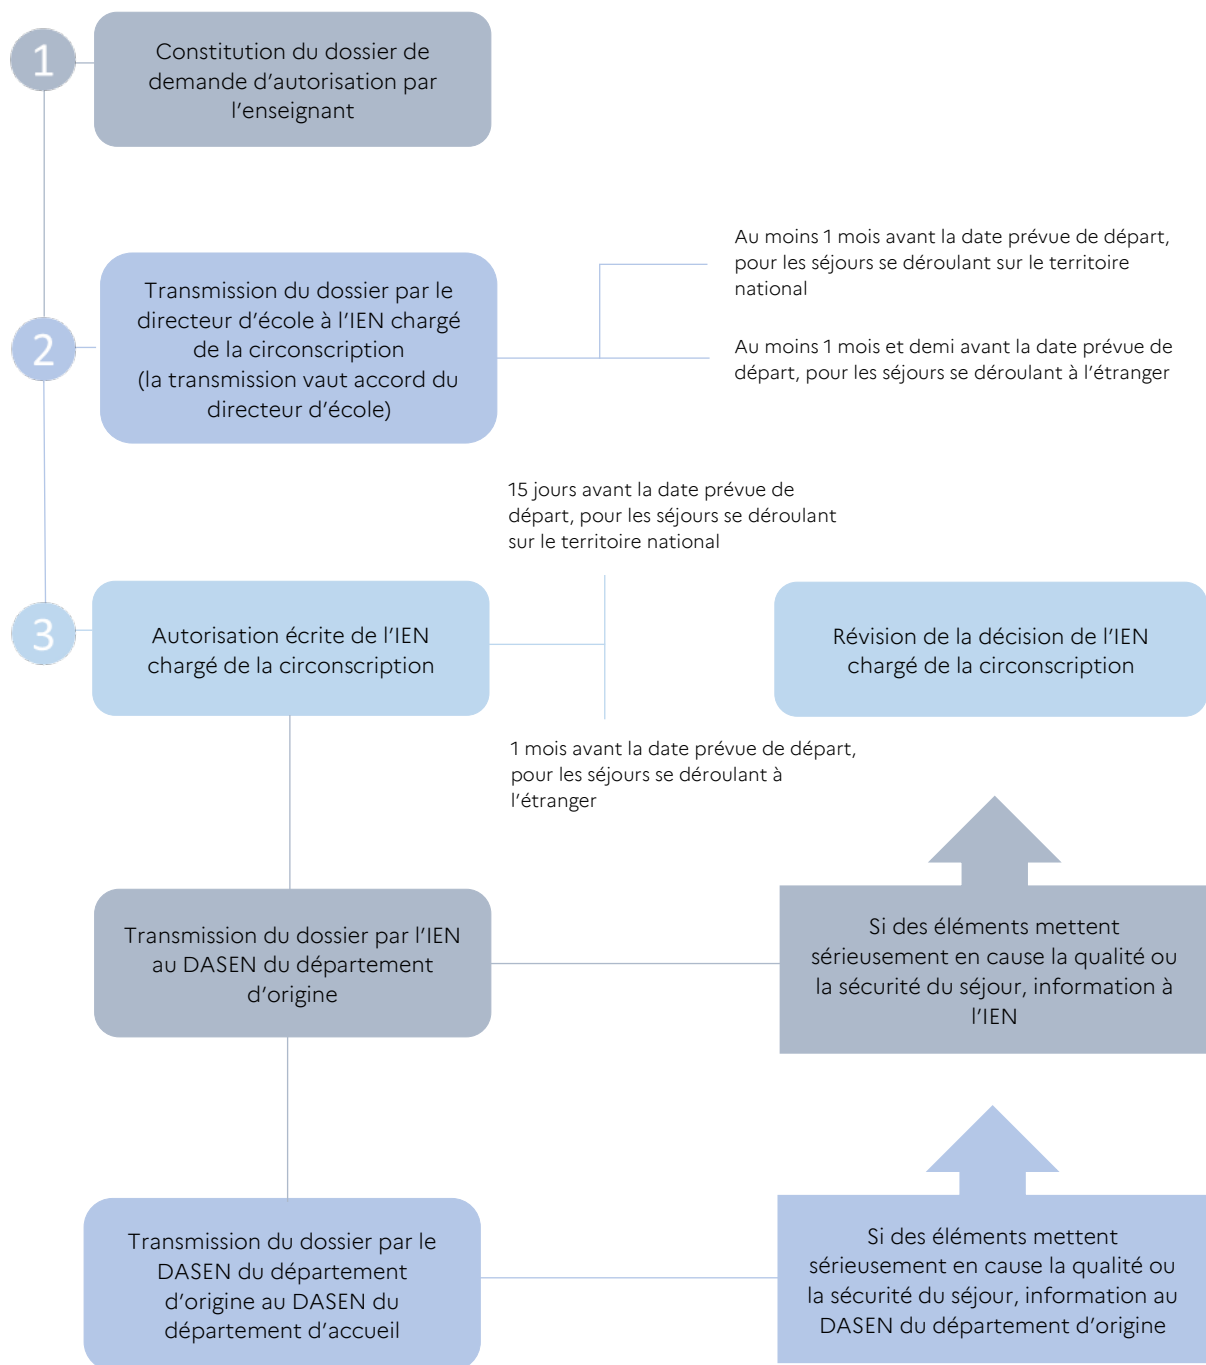 1
Constitution du dossier de
demande d’autorisation par
l’enseignant
Au moins 1 mois avant la date prévue de départ,
pour les séjours se déroulant sur le territoire
national
2
Transmission du dossier par le
directeur d’école à l’IEN chargé
de la circonscription
(la transmission vaut accord du
directeur d’école)
Au moins 1 mois et demi avant la date prévue de
départ, pour les séjours se déroulant à l’étranger
15 jours avant la date prévue de
départ, pour les séjours se déroulant
sur le territoire national
3
Autorisation écrite de l’IEN
chargé de la circonscription
Révision de la décision de l’IEN
chargé de la circonscription
1 mois avant la date prévue de départ,
pour les séjours se déroulant à
l’étranger
Transmission du dossier par l’IEN
au DASEN du département
d’origine
Si des éléments mettent
sérieusement en cause la qualité ou
la sécurité du séjour, information à
l’IEN
Transmission du dossier par le
DASEN du département
d’origine au DASEN du
département d’accueil
Si des éléments mettent
sérieusement en cause la qualité ou
la sécurité du séjour, information au
DASEN du département d’origine